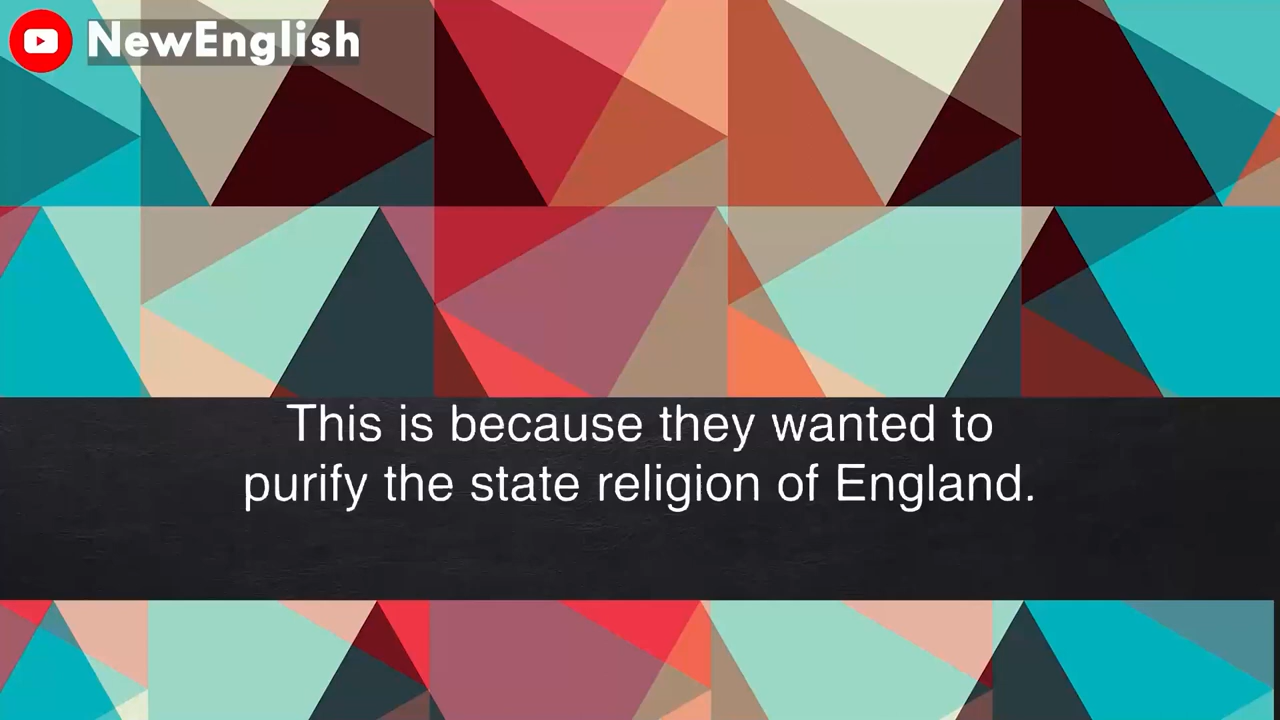 NewEnglish
This is because they wanted to
purify the state religion of England.